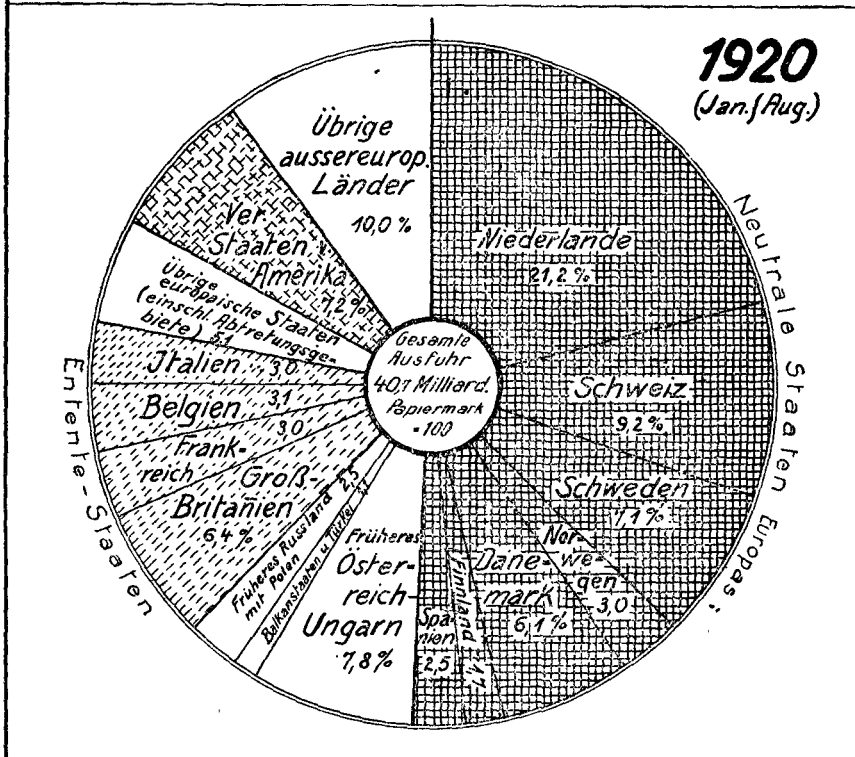 1920
(Jan./Aug.)
Übrige
aussereurop.
Länder
10,0 %
Ver.
Staaten
Amerika
7,2 %
Übrige
europäische Staaten
(einschl. Abtretungsge-
biete) 5,1
Italien 3,0
Belgien 3,1
Frank-
reich 3,0
Groß-
Britanien
6,4 %
Früheres Russland 2,5
mit Polen
Balkanstaaten u. Türkei
Früheres
Öster-
reich-
Ungarn
7,8 %
Spa-
nien
2,5
Finnland
Däne-
mark
6,1 %
Nor-
we-
gen
3,0
Schweden
7,1 %
Schweiz
9,2 %
Niederlande
21,2 %
Gesamte
Ausfuhr
40,7 Milliard.
Papiermark
= 100
Neutrale Staaten Europas:
Entente-Staaten